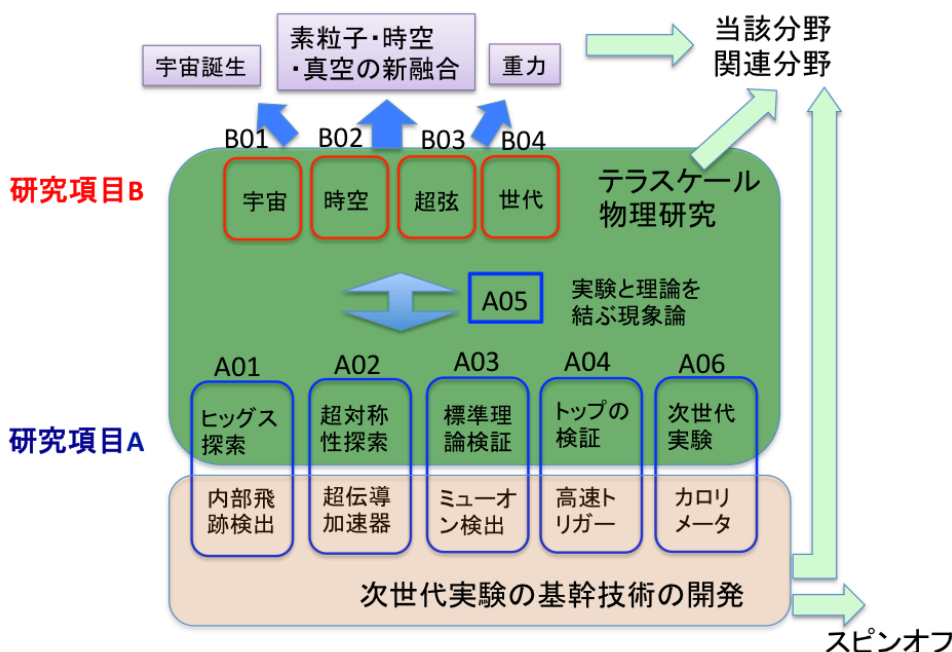 宇宙誕生
素粒子・時空
・真空の新融合
重力
当該分野
関連分野
B01
B02
B03
B04
研究項目B
宇宙
時空
超弦
世代
テラスケール
物理研究
A05
実験と理論を
結ぶ現象論
A01
A02
A03
A04
A06
研究項目A
ヒッグス
探索
超対称
性探索
標準理
論検証
トップの
検証
次世代
実験
内部飛
跡検出
超伝導
加速器
ミューオ
ン検出
高速ト
リガー
カロリ
メータ
次世代実験の基幹技術の開発
スピンオフ